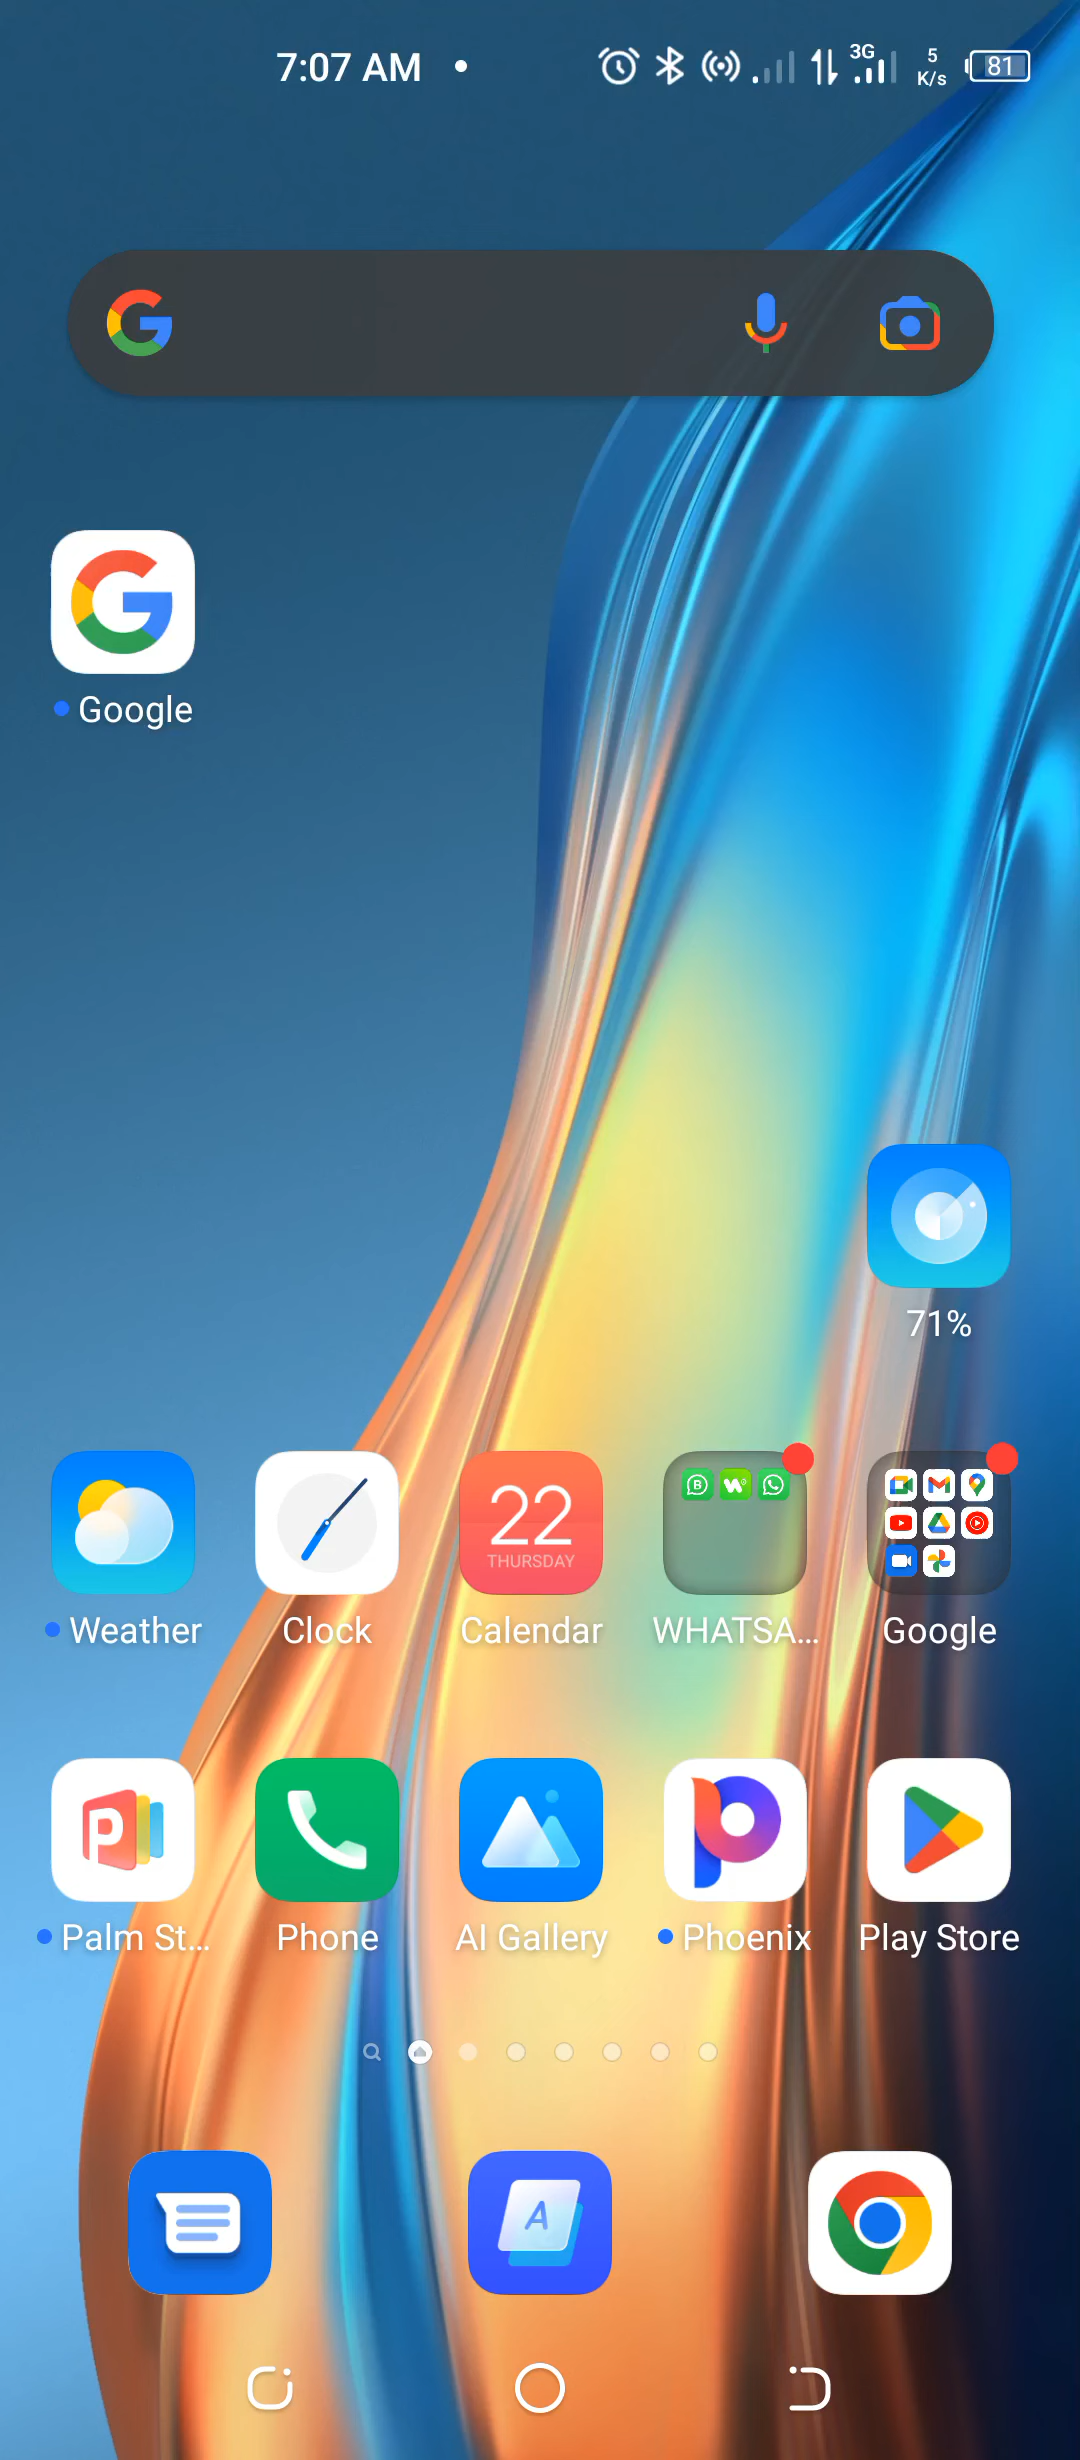 7:07 AM
3G
5
K/s
81
Google
71%
22
THURSDAY
Weather
Clock
Calendar
WHATSA...
Google
Palm St...
Phone
AI Gallery
Phoenix
Play Store
A